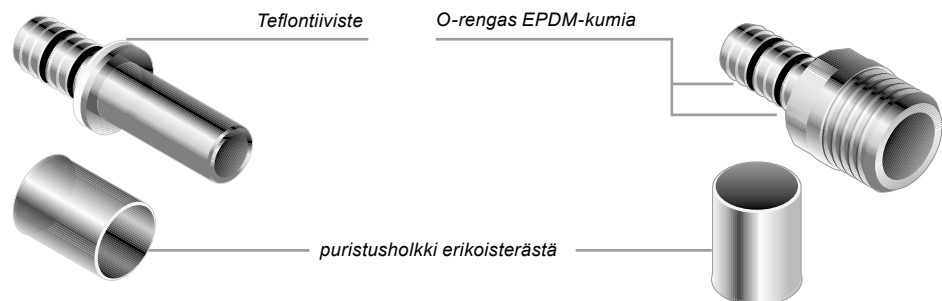 Teflontiiviste
O-rengas EPDM-kumia
puristusholkki erikoisterästä